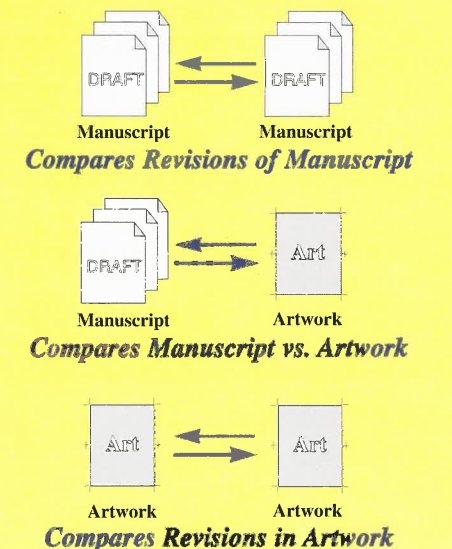 DRAFT DRAFT
Manuscript Manuscript
Compares Revisions of Manuscript
DRAFT Art
Manuscript Artwork
Compares Manuscript vs. Artwork
Art Art
Artwork Artwork
Compares Revisions in Artwork